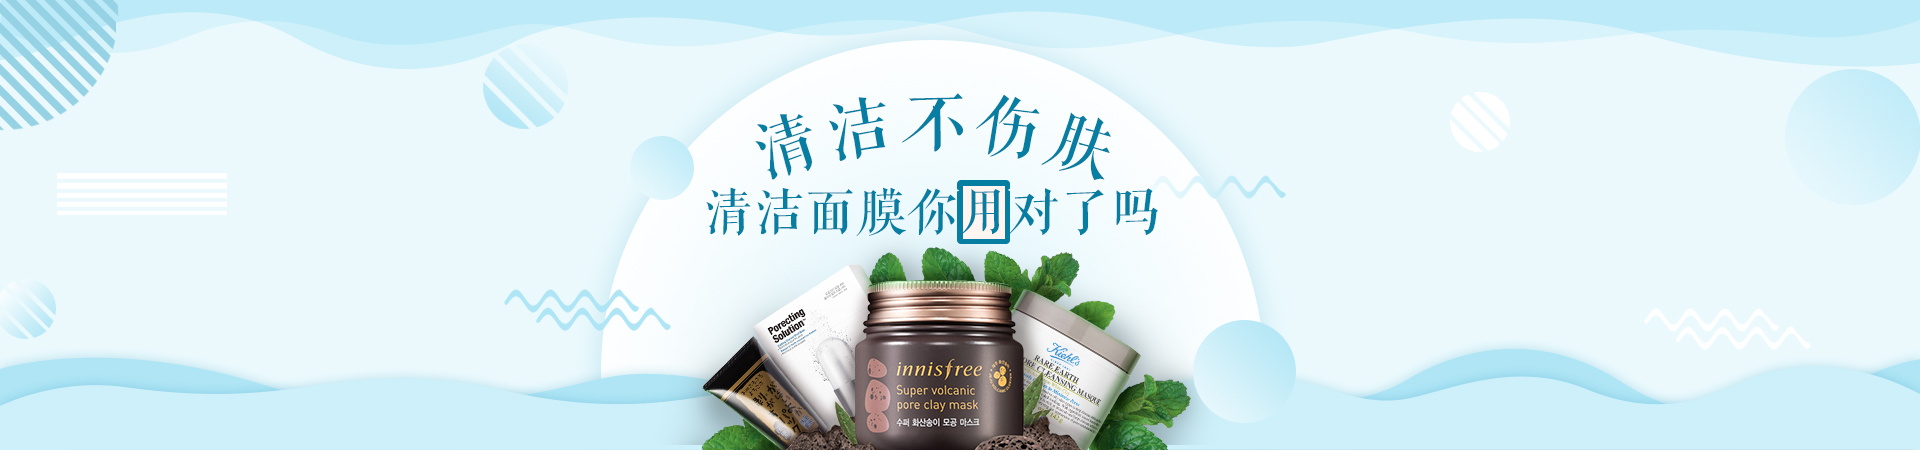 清洁不伤肤
清洁面膜你用对了吗
Porecting
Solution
innisfree
Super volcanic
pore clay mask
수퍼 화산송이 모공 마스크
Kiehl's
RARE EARTH
PORE CLEANSING MASQUE